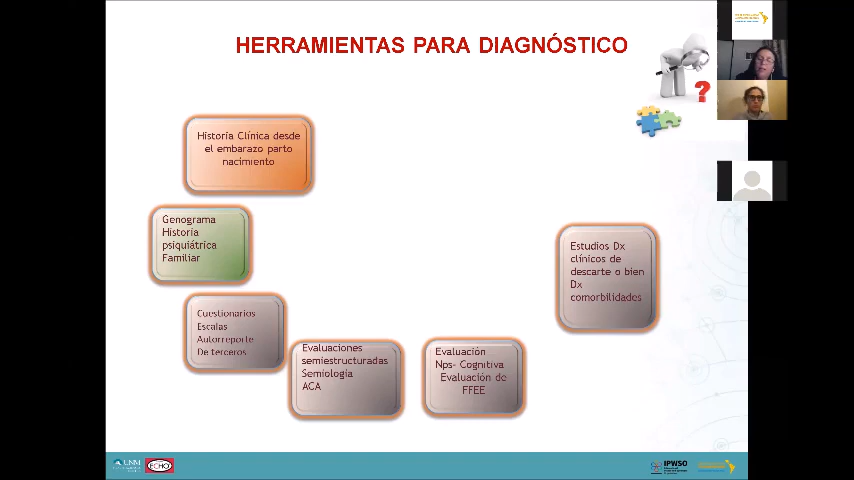 HERRAMIENTAS PARA DIAGNÓSTICO
Historia Clínica desde
el embarazo parto
nacimiento
Genograma
Historia
psiquiátrica
Familiar
Cuestionarios
Escalas
Autorreporte
De terceros
Evaluaciones
semiestructuradas
Semiología
ACA
Evaluación
Nps- Cognitiva
Evaluación de
FFEE
Estudios Dx
clínicos de
descarte o bien
Dx
comorbilidades
?
ECHO
IPWSO